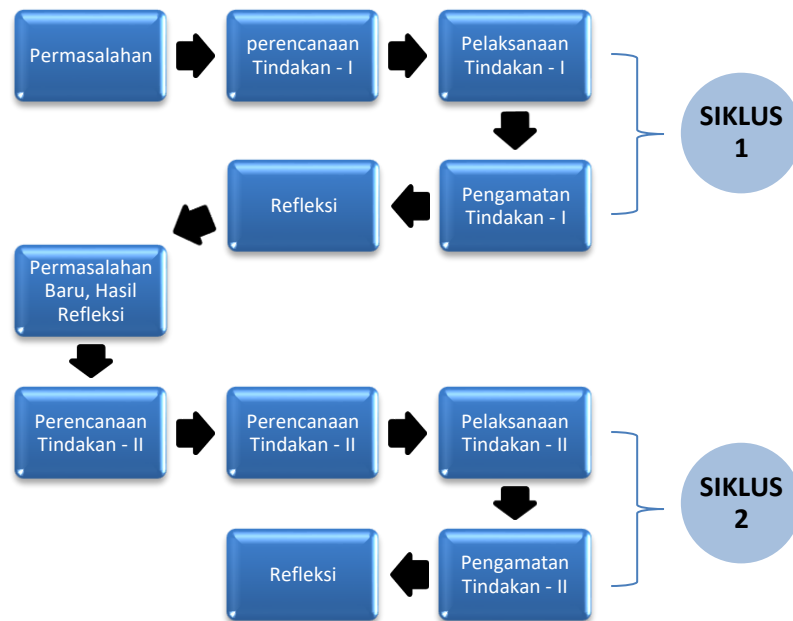 Permasalahan
perencanaan
Tindakan - I
Pelaksanaan
Tindakan - I
SIKLUS
1
Refleksi
Pengamatan
Tindakan - I
Permasalahan
Baru, Hasil
Refleksi
Perencanaan
Tindakan - II
Perencanaan
Tindakan - II
Pelaksanaan
Tindakan - II
SIKLUS
2
Refleksi
Pengamatan
Tindakan - II